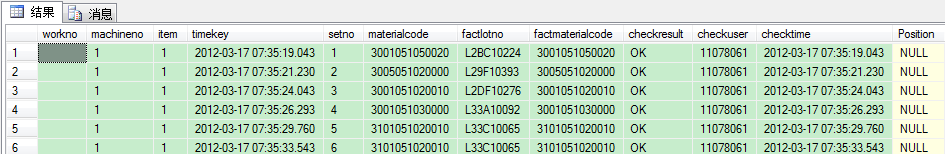 结果 消息
workno machineno item timekey setno materialcode factlotno factmaterialcode checkresult checkuser checktime Position
1 1 1 2012-03-17 07:35:19.043 1 3001051050020 L2BC10224 3001051050020 OK 11078061 2012-03-17 07:35:19.043 NULL
2 1 1 2012-03-17 07:35:21.230 2 3005051020000 L29F10393 3005051020000 OK 11078061 2012-03-17 07:35:21.230 NULL
3 1 1 2012-03-17 07:35:24.043 3 3101051020010 L2DF10276 3101051020010 OK 11078061 2012-03-17 07:35:24.043 NULL
4 1 1 2012-03-17 07:35:26.293 4 3001051030000 L33A10092 3001051030000 OK 11078061 2012-03-17 07:35:26.293 NULL
5 1 1 2012-03-17 07:35:29.760 5 3101051020010 L33C10065 3101051020010 OK 11078061 2012-03-17 07:35:29.760 NULL
6 1 1 2012-03-17 07:35:33.543 6 3101051020010 L33C10065 3101051020010 OK 11078061 2012-03-17 07:35:33.543 NULL